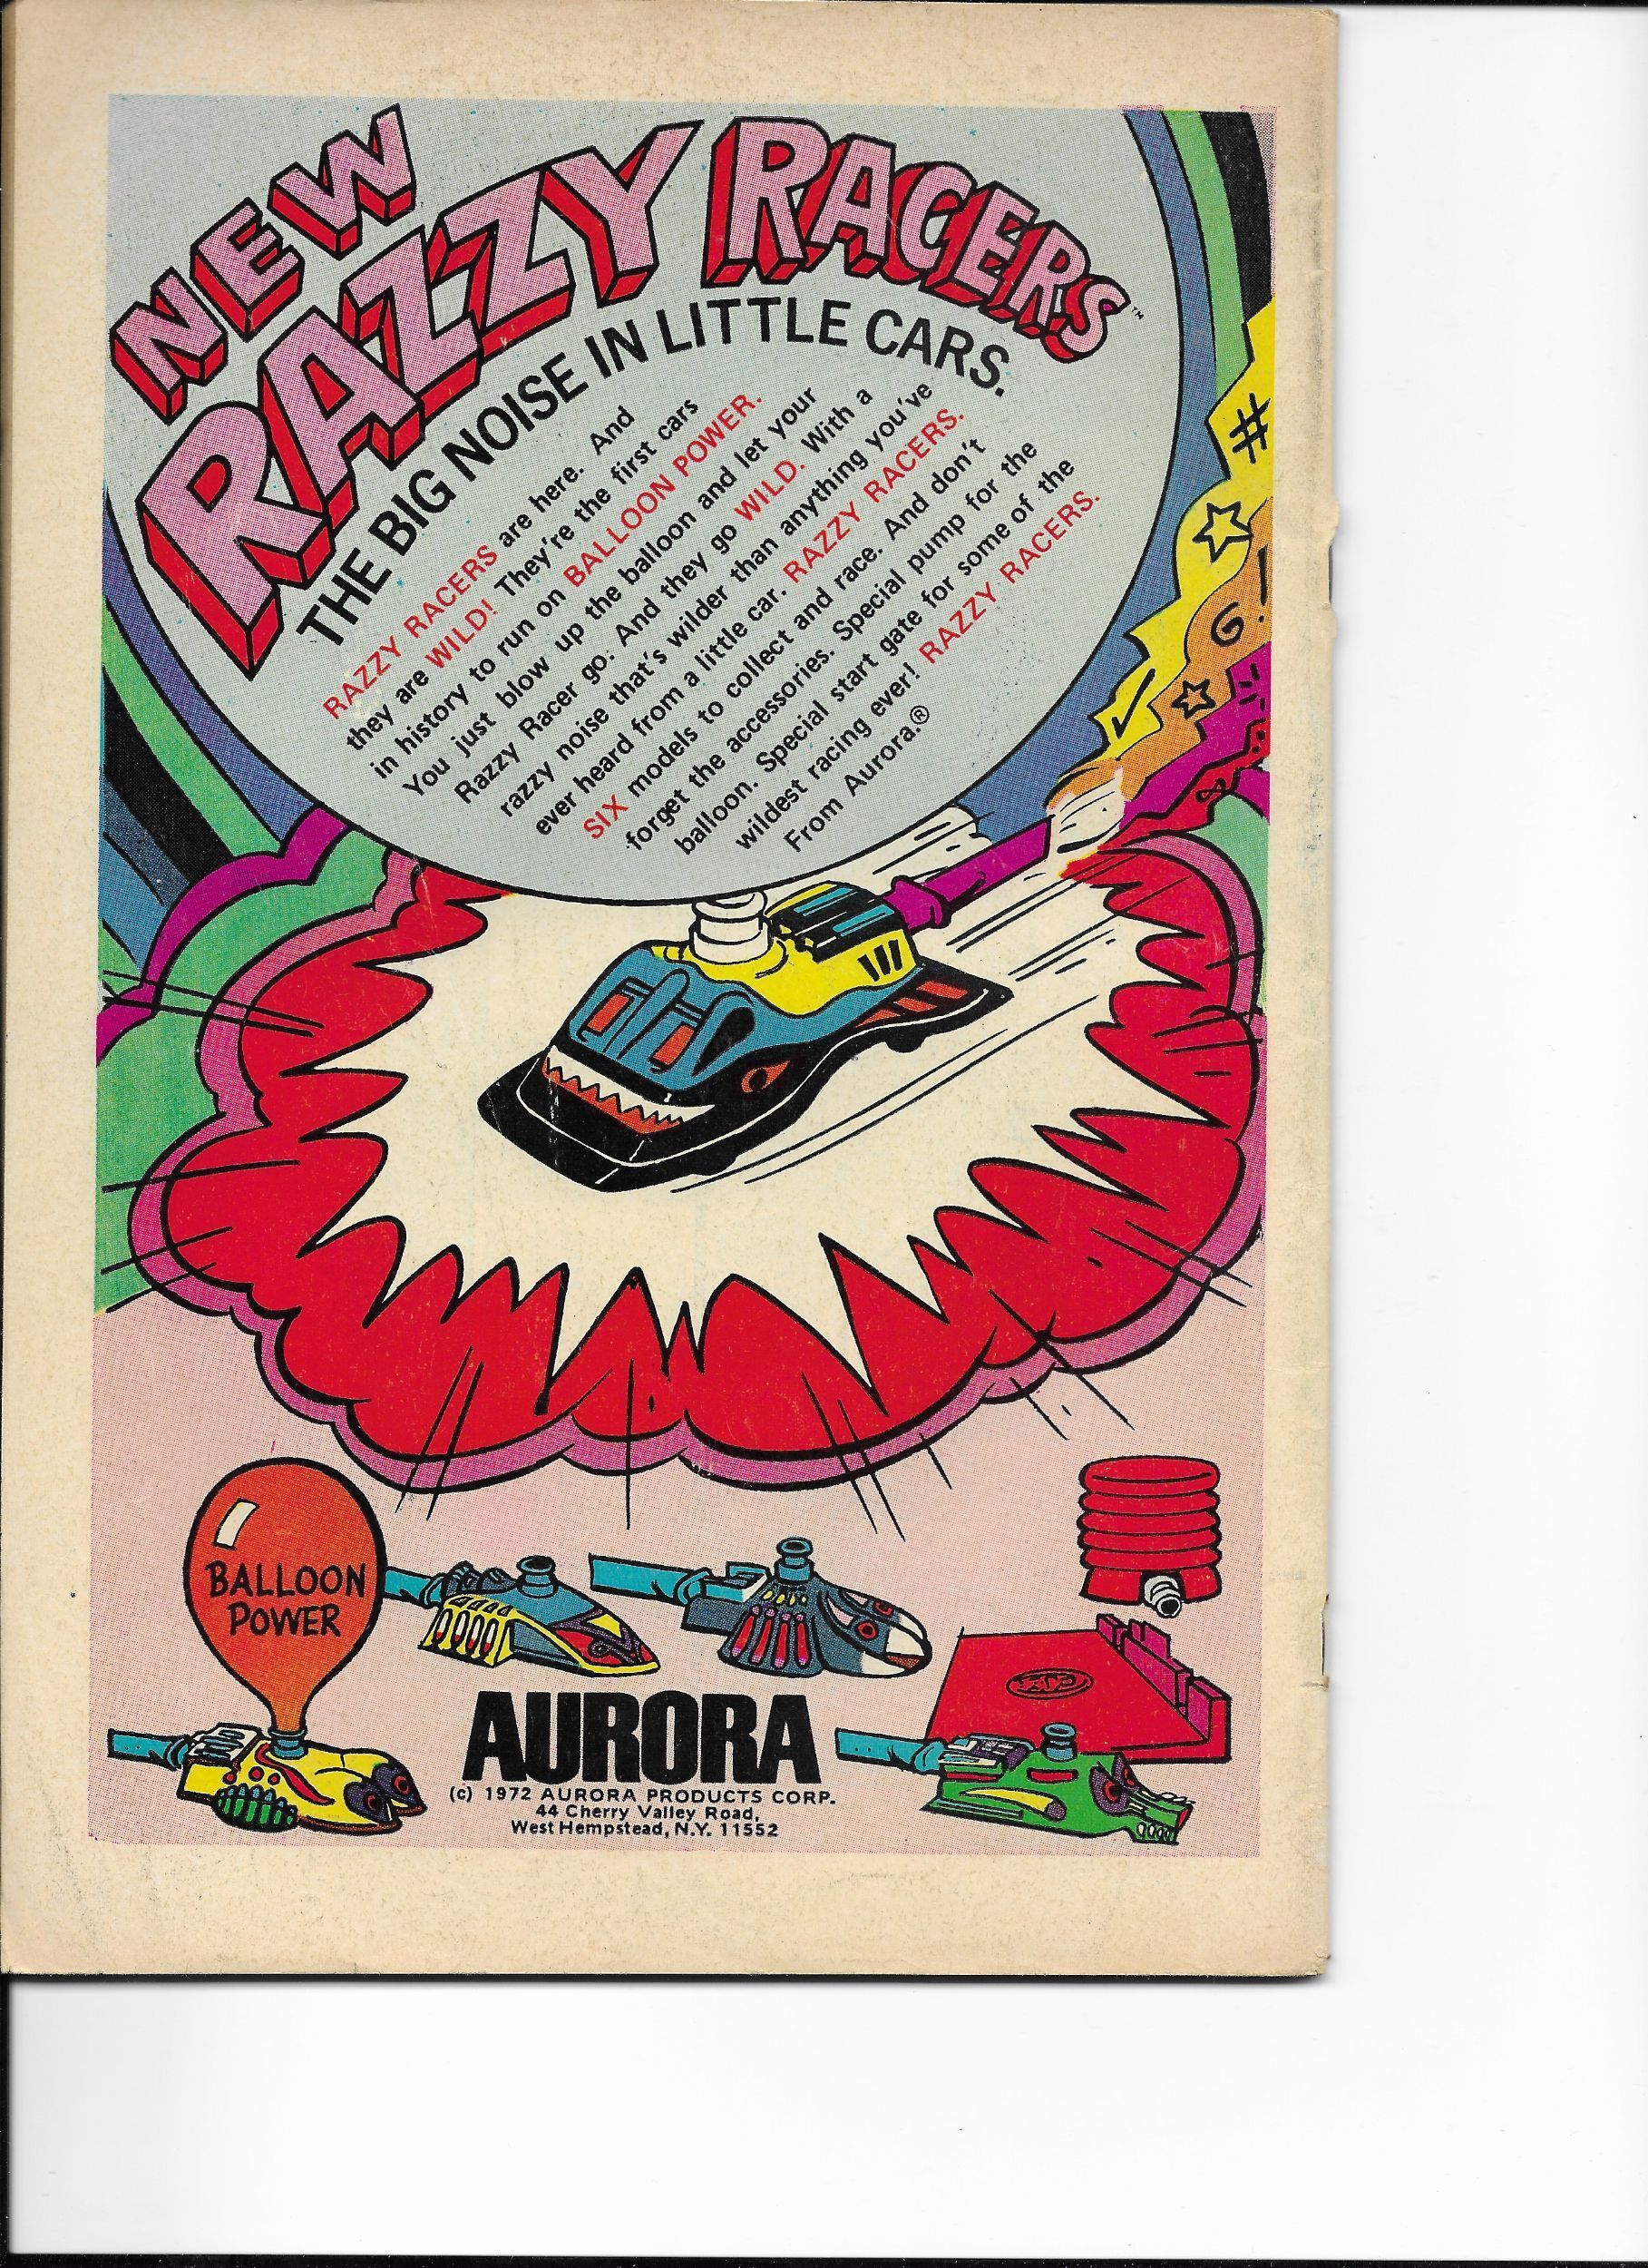 NEW
RAZZY RACERS™
THE BIG NOISE IN LITTLE CARS.
RAZZY RACERS are here. And
they are WILD! They're the first cars
in history to run on BALLOON POWER.
You just blow up the balloon and let your
Razzy Racer go: And they go WILD. With a
razzy noise that's wilder than anything you've
ever heard from a little car. RAZZY RACERS.
SIX models to collect and race. And don't
forget the accessories. Special pump for the
balloon. Special start gate for some of the
wildest racing ever! RAZZY RACERS.
From Aurora.®
#
G!
BALLOON
POWER
AURORA
(c) 1972 AURORA PRODUCTS CORP.
44 Cherry Valley Road,
West Hempstead, N.Y. 11552